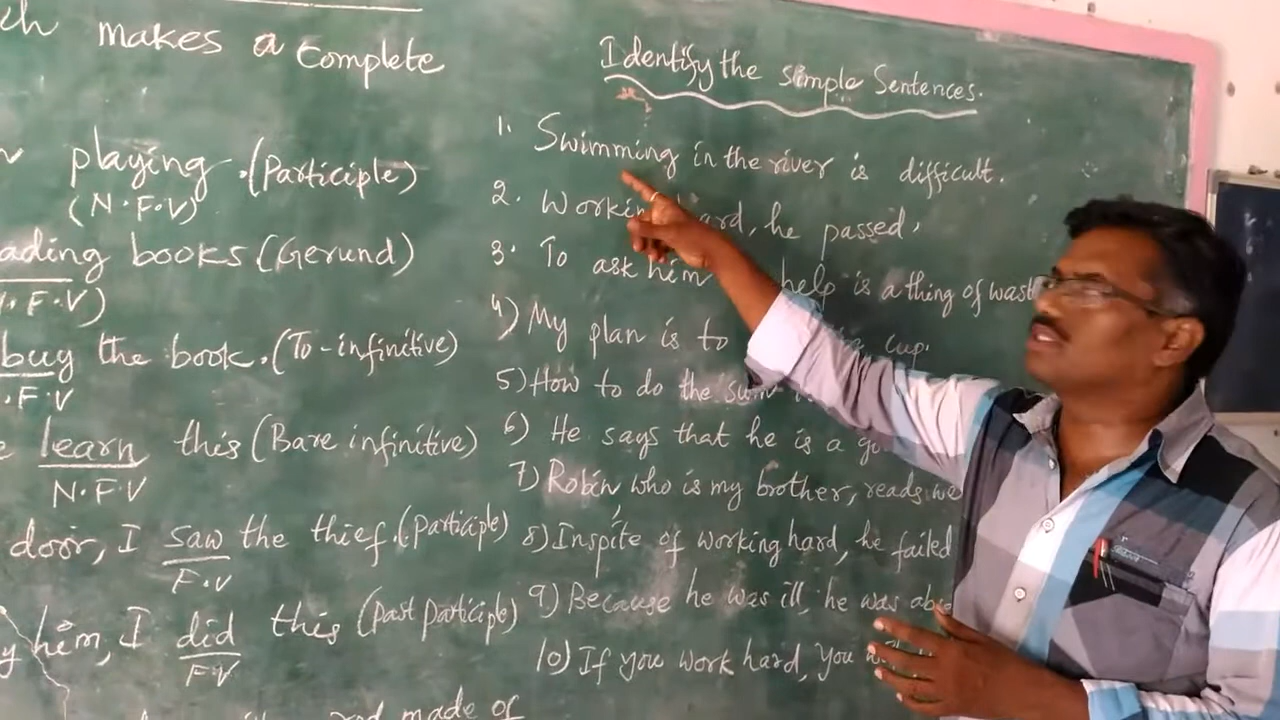 ch makes a complete
playing (Participle)
(N.F.V)
ading books (Gerund)
F.V)
buy the book. (To-infinitive)
F.V
learn this (Bare infinitive)
N.F.V
door, I saw the thief. (Participle)
F.V
him, I did this (Past Participle)
F.V
made of
Identify the simple Sentences.
1. Swimming in the river is difficult.
2. Working hard, he passed.
3. To ask him help is a thing of
4) My plan is to cup.
5) How to do the sum
6) He says that he is a
7) Robin, who is my brother, reads
8) Inspite of working hard, he failed
9) Because he was ill, he was
10) If you work hard, you